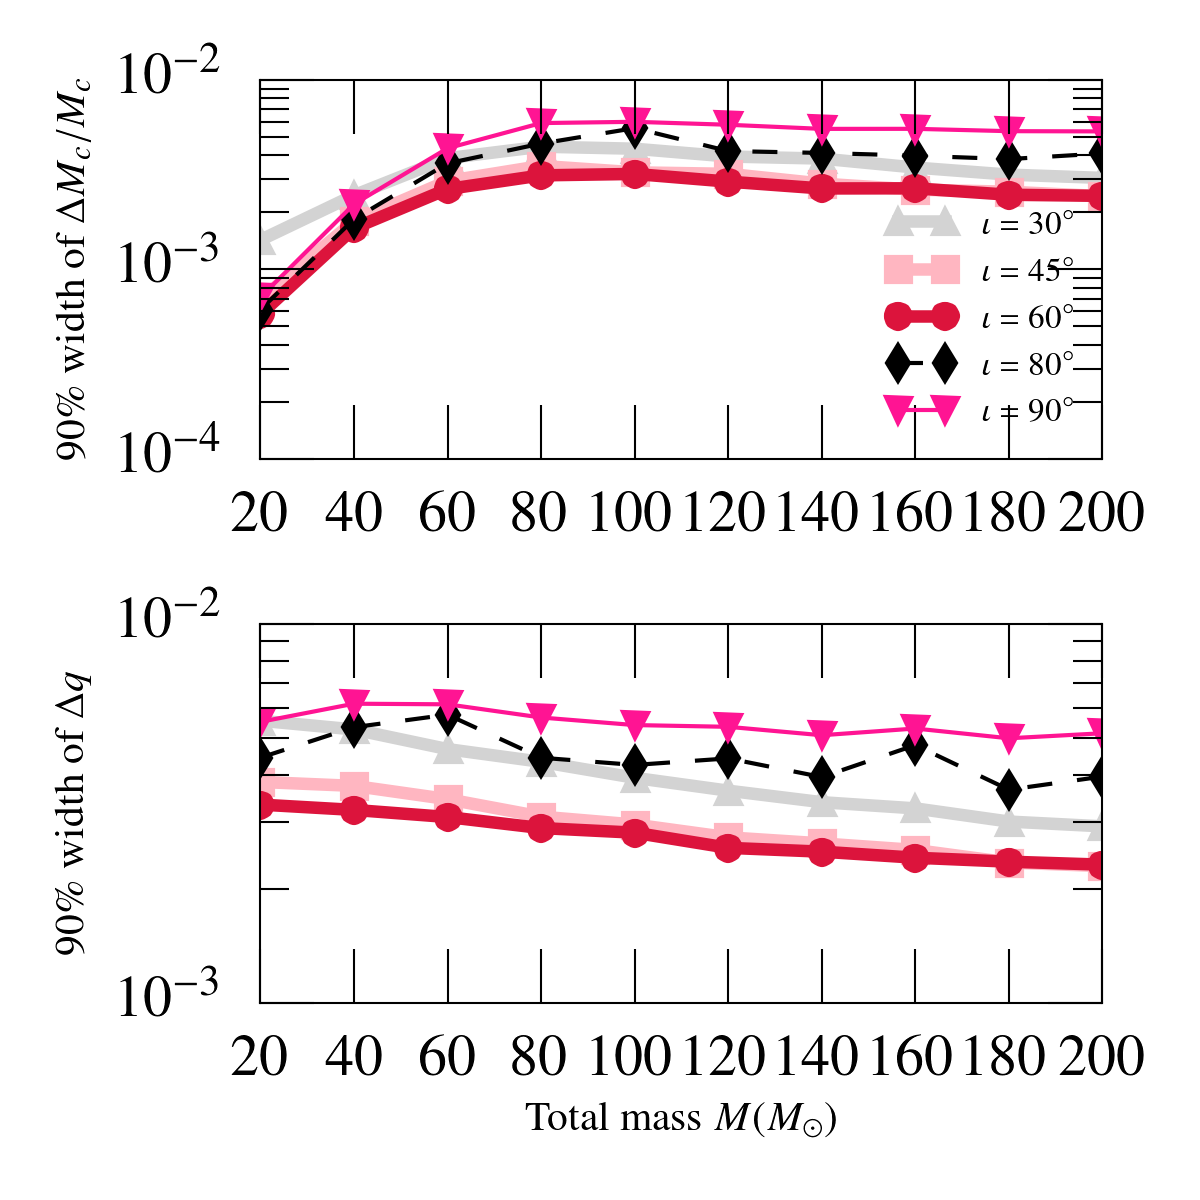 10⁻²
10⁻³
10⁻⁴
90% width of ΔM_c/M_c
ι = 30°
ι = 45°
ι = 60°
ι = 80°
ι = 90°
20 40 60 80 100 120 140 160 180 200
10⁻²
10⁻³
90% width of Δq
20 40 60 80 100 120 140 160 180 200
Total mass M(M_⊙)